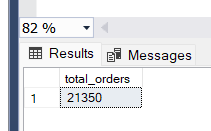 82 %
Results Messages
total_orders
1 21350